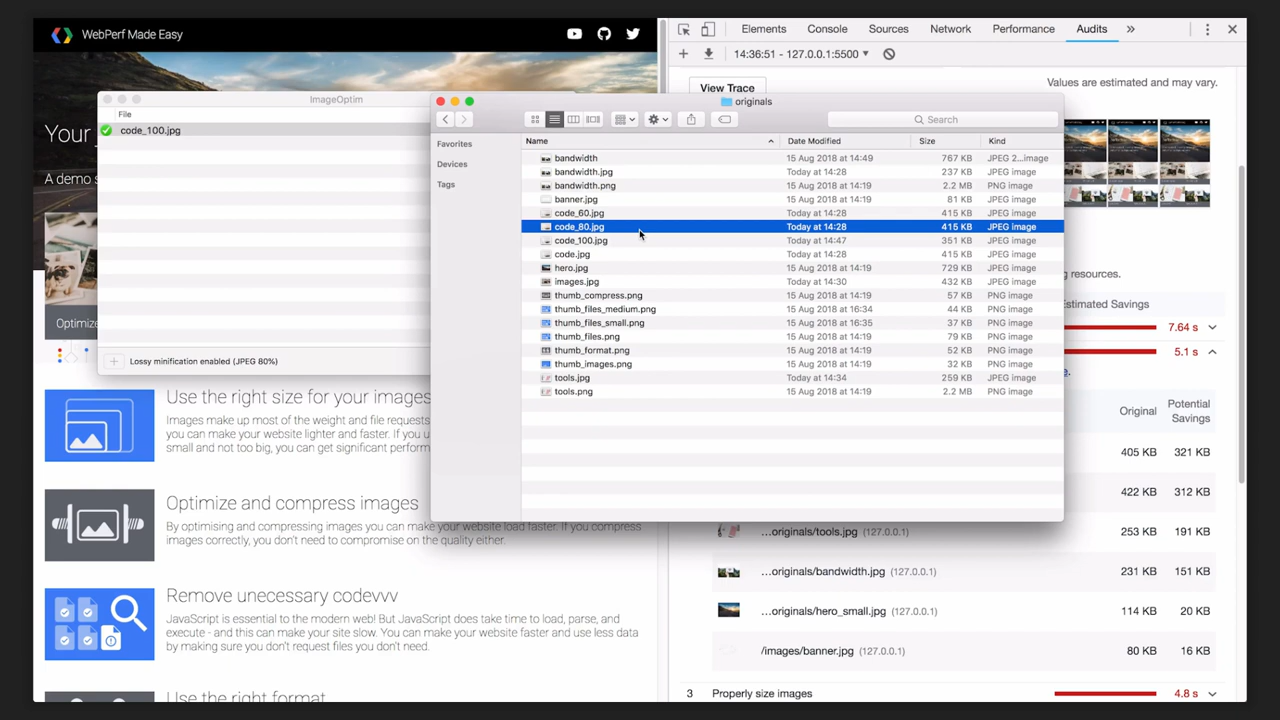 WebPerf Made Easy
Your
A demo s
Optimize
ImageOptim
File
code_100.jpg
Lossy minification enabled (JPEG 80%)
Use the right size for your images
Images make up most of the weight and file requests
you can make your website lighter and faster. If you u
small and not too big, you can get significant perform
Optimize and compress images
By optimising and compressing images you can make your website load faster. If you compress
images correctly, you don't need to compromise on the quality either.
Remove unecessary codevvv
JavaScript is essential to the modern web! But JavaScript does take time to load, parse, and
execute - and this can make your site slow. You can make your website faster and use less data
by making sure you don't request files you don't need.
Use the right format
originals
Search
Favorites
Devices
Tags
Name Date Modified Size Kind
bandwidth 15 Aug 2018 at 14:49 767 KB JPEG 2...image
bandwidth.jpg Today at 14:28 237 KB JPEG image
bandwidth.png 15 Aug 2018 at 14:19 2.2 MB PNG image
banner.jpg 15 Aug 2018 at 14:19 81 KB JPEG image
code_60.jpg Today at 14:28 415 KB JPEG image
code_80.jpg Today at 14:28 415 KB JPEG image
code_100.jpg Today at 14:47 351 KB JPEG image
code.jpg Today at 14:28 415 KB JPEG image
hero.jpg 15 Aug 2018 at 14:19 729 KB JPEG image
images.jpg Today at 14:30 432 KB JPEG image
thumb_compress.png 15 Aug 2018 at 14:19 57 KB PNG image
thumb_files_medium.png 15 Aug 2018 at 16:34 44 KB PNG image
thumb_files_small.png 15 Aug 2018 at 16:35 37 KB PNG image
thumb_files.png 15 Aug 2018 at 14:19 78 KB PNG image
thumb_format.png 15 Aug 2018 at 14:19 52 KB PNG image
thumb_images.png 15 Aug 2018 at 14:19 32 KB PNG image
tools.jpg Today at 14:34 259 KB JPEG image
tools.png 15 Aug 2018 at 14:19 2.2 MB PNG image
Elements Console Sources Network Performance Audits »
14:36:51 - 127.0.0.1:5500
Values are estimated and may vary.
View Trace
g resources.
Estimated Savings
7.64 s
5.1 s
e.
Original Potential
Savings
405 KB 321 KB
422 KB 312 KB
...originals/tools.jpg (127.0.0.1) 253 KB 191 KB
...originals/bandwidth.jpg (127.0.0.1) 231 KB 151 KB
...originals/hero_small.jpg (127.0.0.1) 114 KB 20 KB
/images/banner.jpg (127.0.0.1) 80 KB 16 KB
3 Properly size images 4.8 s